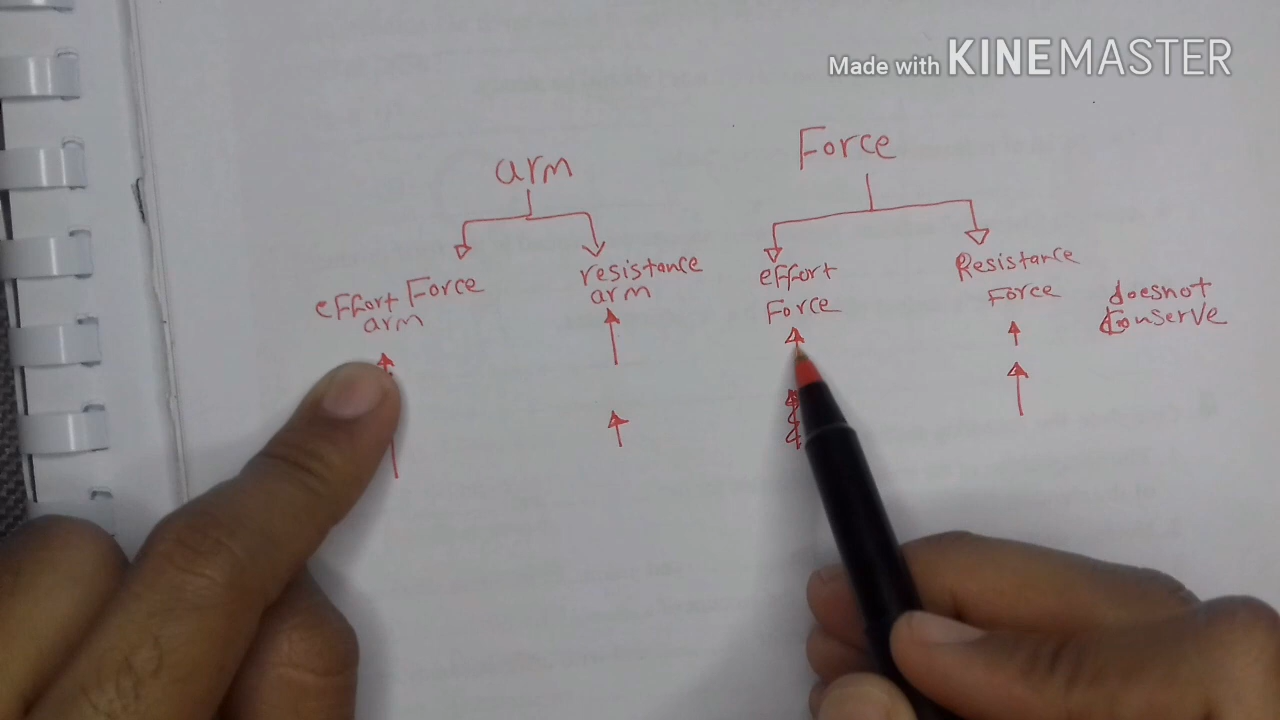 Made with KINEMASTER
arm
Force
effort Force
arm
resistance
arm
effort
Force
Resistance
Force
doesnot
Conserve